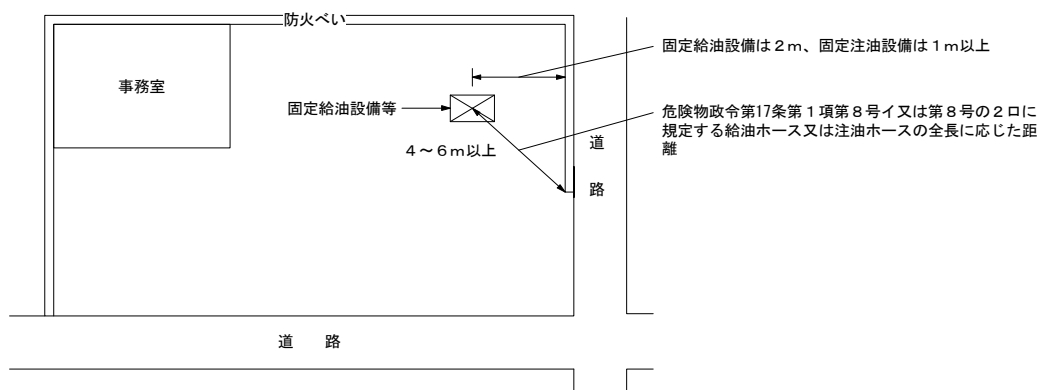 防火べい
事務室
固定給油設備等
固定給油設備は2m、固定注油設備は1m以上
危険物政令第17条第1項第8号イ又は第8号の2ロに
規定する給油ホース又は注油ホースの全長に応じた距
離
4~6m以上
道
路
道 路